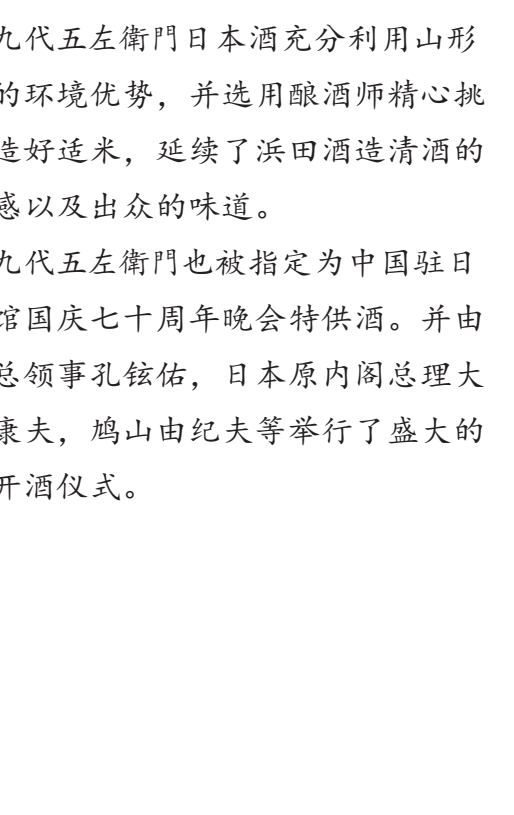 九代五左衛門日本酒充分利用山形
的环境优势，并选用酿酒师精心挑
造好适米，延续了浜田酒造清酒的
感以及出众的味道。
九代五左衛門也被指定为中国驻日
馆国庆七十周年晚会特供酒。并由
总领事孔铉佑，日本原内阁总理大
康夫，鸠山由纪夫等举行了盛大的
开酒仪式。